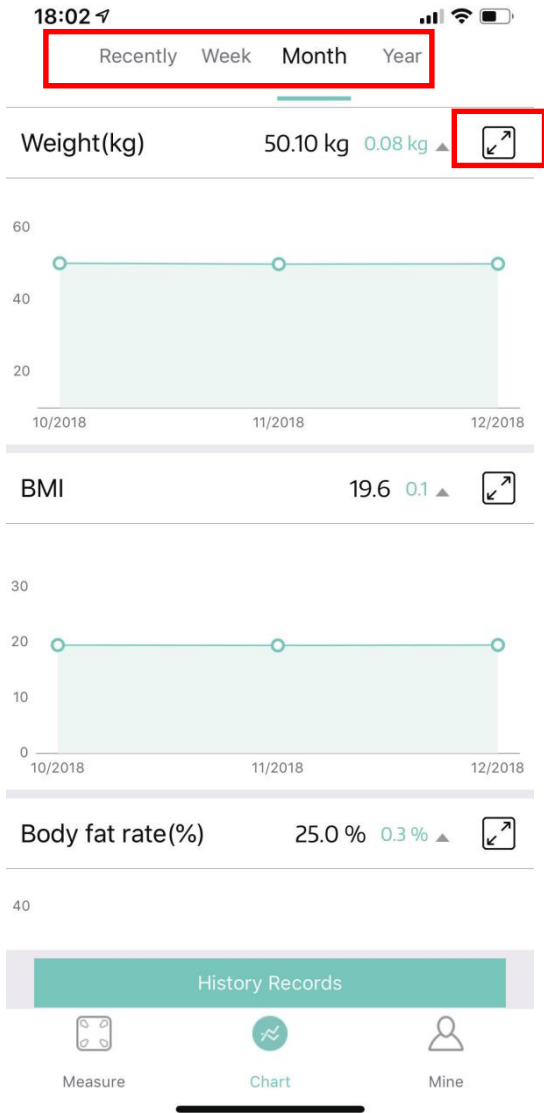 18:02
Recently Week Month Year
Weight(kg) 50.10 kg 0.08 kg
60
40
20
10/2018 11/2018 12/2018
BMI 19.6 0.1
30
20
10
0
10/2018 11/2018 12/2018
Body fat rate(%) 25.0 % 0.3 %
40
History Records
Measure Chart Mine